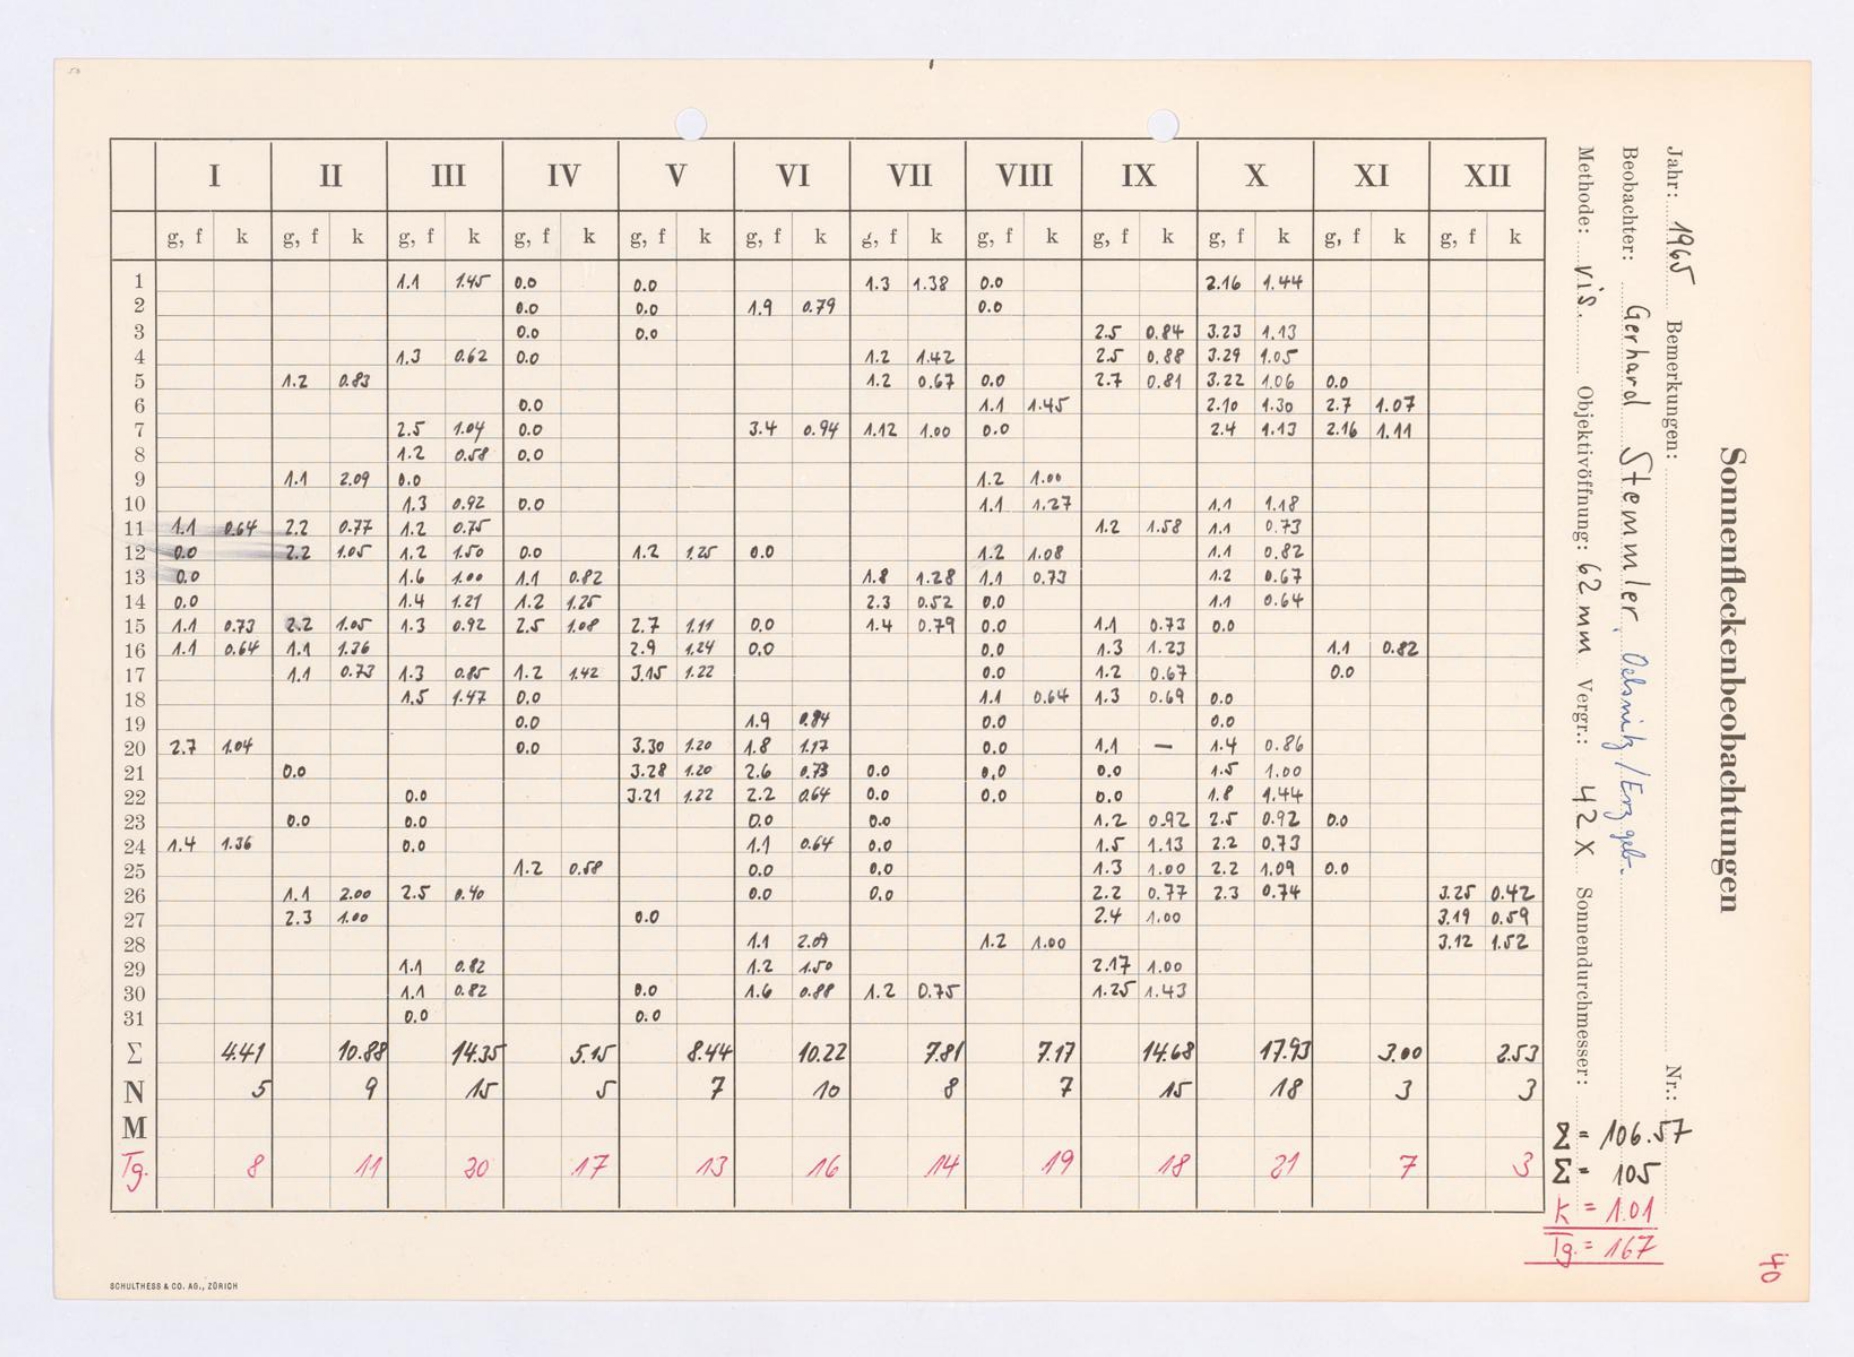 I II III IV V VI VII VIII IX X XI XII
g, f k g, f k g, f k g, f k g, f k g, f k g, f k g, f k g, f k g, f k g, f k g, f k
1 1.1 1.45 0.0 0.0 1.3 1.38 0.0 2.16 1.44
2 0.0 0.0 1.9 0.79 0.0
3 0.0 0.0 2.5 0.84 3.23 1.13
4 1.3 0.62 0.0 1.2 1.42 2.5 0.88 3.29 1.05
5 1.2 0.83 1.2 0.67 0.0 2.7 0.81 3.22 1.06 0.0
6 0.0 1.1 1.45 2.10 1.30 2.7 1.07
7 2.5 1.04 0.0 3.4 0.94 1.12 1.00 0.0 2.4 1.13 2.16 1.11
8 1.2 0.58 0.0
9 1.1 2.09 0.0 1.2 1.00
10 1.3 0.92 0.0 1.1 1.27 1.1 1.18
11 1.1 0.64 2.2 0.77 1.2 0.75 1.2 1.58 1.1 0.73
12 0.0 2.2 1.05 1.2 1.50 0.0 1.2 1.25 0.0 1.2 1.08 1.1 0.82
13 0.0 1.6 1.00 1.1 0.82 1.8 1.28 1.1 0.73 1.2 0.67
14 0.0 1.4 1.21 1.2 1.25 2.3 0.52 0.0 1.1 0.64
15 1.1 0.73 2.2 1.05 1.3 0.92 2.5 1.08 2.7 1.11 0.0 1.4 0.79 0.0 1.1 0.73 0.0
16 1.1 0.64 1.1 1.36 2.9 1.24 0.0 0.0 1.3 1.23 1.1 0.82
17 1.1 0.73 1.3 0.85 1.2 1.42 3.15 1.22 0.0 1.2 0.67 0.0
18 1.5 1.47 0.0 1.1 0.64 1.3 0.69 0.0
19 0.0 1.9 0.84 0.0 0.0
20 2.7 1.04 0.0 3.30 1.20 1.8 1.17 0.0 1.1 — 1.4 0.86
21 0.0 3.28 1.20 2.6 0.73 0.0 0.0 0.0 1.5 1.00
22 0.0 3.21 1.22 2.2 0.64 0.0 0.0 0.0 1.8 1.44
23 0.0 0.0 0.0 0.0 1.2 0.92 2.5 0.92 0.0
24 1.4 1.36 0.0 1.1 0.64 0.0 1.5 1.13 2.2 0.73
25 1.2 0.58 0.0 0.0 1.3 1.00 2.2 1.09 0.0
26 1.1 2.00 2.5 0.40 0.0 0.0 2.2 0.77 2.3 0.74 3.25 0.42
27 2.3 1.00 0.0 2.4 1.00 3.19 0.59
28 1.1 2.09 1.2 1.00 3.12 1.52
29 1.1 0.82 1.2 1.50 2.17 1.00
30 1.1 0.82 0.0 1.6 0.88 1.2 0.75 1.25 1.43
31 0.0 0.0
Σ 4.41 10.88 14.35 5.15 8.44 10.22 7.81 7.17 14.68 17.93 3.00 2.53
N 5 9 15 5 7 10 8 7 15 18 3 3
M
Tg. 8 11 20 17 13 16 14 19 18 21 7 3
Sonnenfleckenbeobachtungen
Jahr: 1965 Bemerkungen: Nr.:
Beobachter: Gerhard Stemmler, Oelsnitz/Erzgeb.
Methode: vis. Objektivöffnung: 62 mm Vergr.: 42 X Sonnendurchmesser:
Σ = 106.57
Σ = 105
k = 1.01
Tg. = 167
40
SCHULTHESS & CO. AG., ZÜRICH